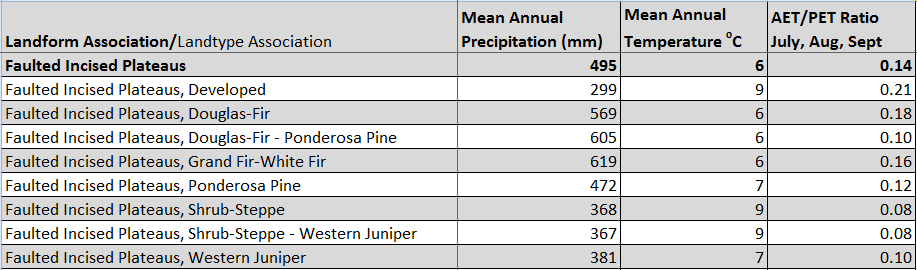 Landform Association/Landtype Association Mean Annual Precipitation (mm) Mean Annual Temperature °C AET/PET Ratio July, Aug, Sept
Faulted Incised Plateaus 495 6 0.14
Faulted Incised Plateaus, Developed 299 9 0.21
Faulted Incised Plateaus, Douglas-Fir 569 6 0.18
Faulted Incised Plateaus, Douglas-Fir - Ponderosa Pine 605 6 0.10
Faulted Incised Plateaus, Grand Fir-White Fir 619 6 0.16
Faulted Incised Plateaus, Ponderosa Pine 472 7 0.12
Faulted Incised Plateaus, Shrub-Steppe 368 9 0.08
Faulted Incised Plateaus, Shrub-Steppe - Western Juniper 367 9 0.08
Faulted Incised Plateaus, Western Juniper 381 7 0.10